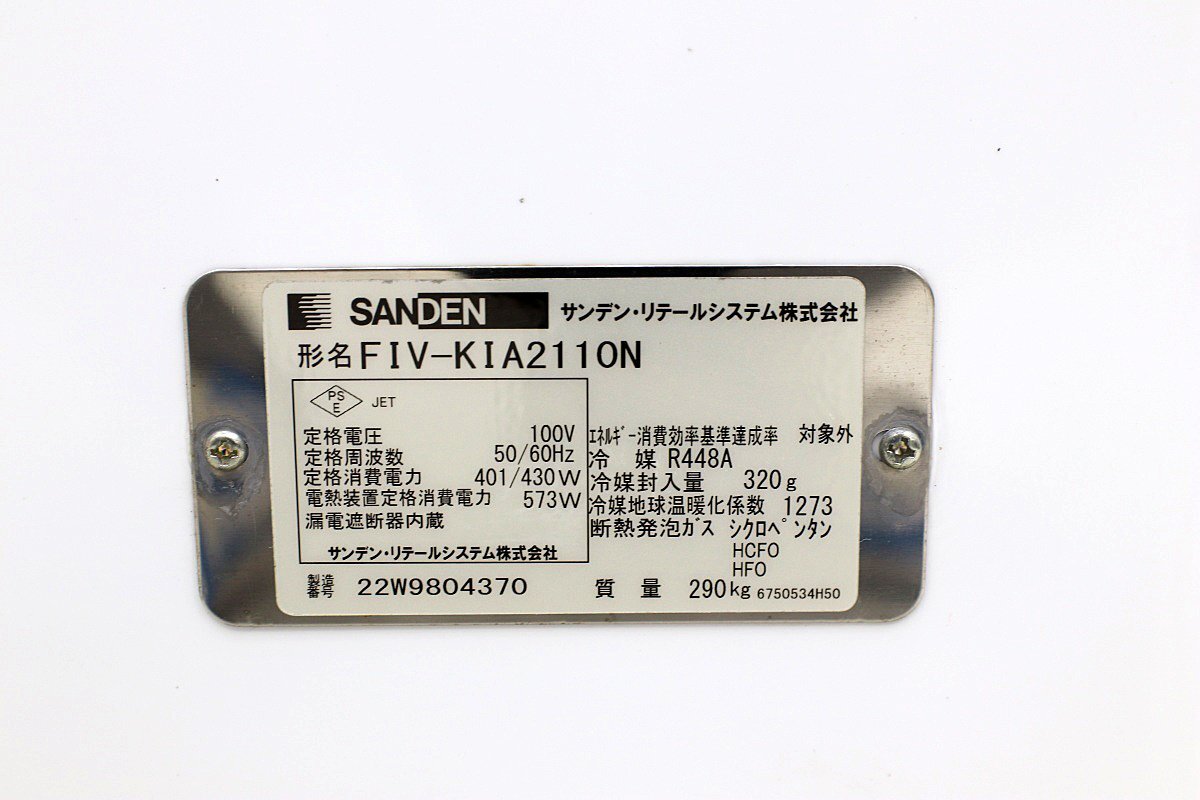 SANDEN サンデン・リテールシステム株式会社
形名 FIV-KIA2110N
PSE JET
定格電圧 100V
定格周波数 50/60Hz
定格消費電力 401/430W
電熱装置定格消費電力 573W
漏電遮断器内蔵
サンデン・リテールシステム株式会社
エネルギー消費効率基準達成率 対象外
冷媒 R448A
冷媒封入量 320g
冷媒地球温暖化係数 1273
断熱発泡ガス シクロペンタン
HCFO
HFO
製造番号 22W9804370
質量 290kg 6750534H50